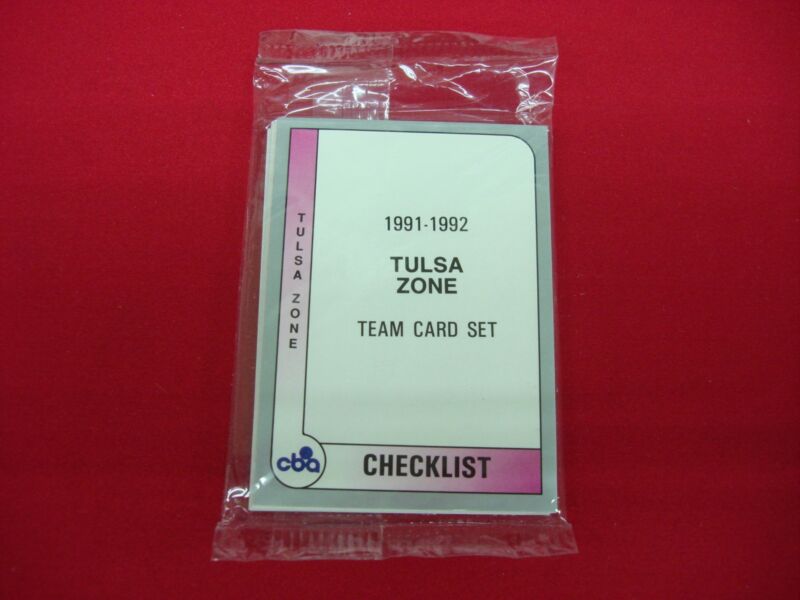 TULSA ZONE
1991-1992
TULSA
ZONE
TEAM CARD SET
cba
CHECKLIST